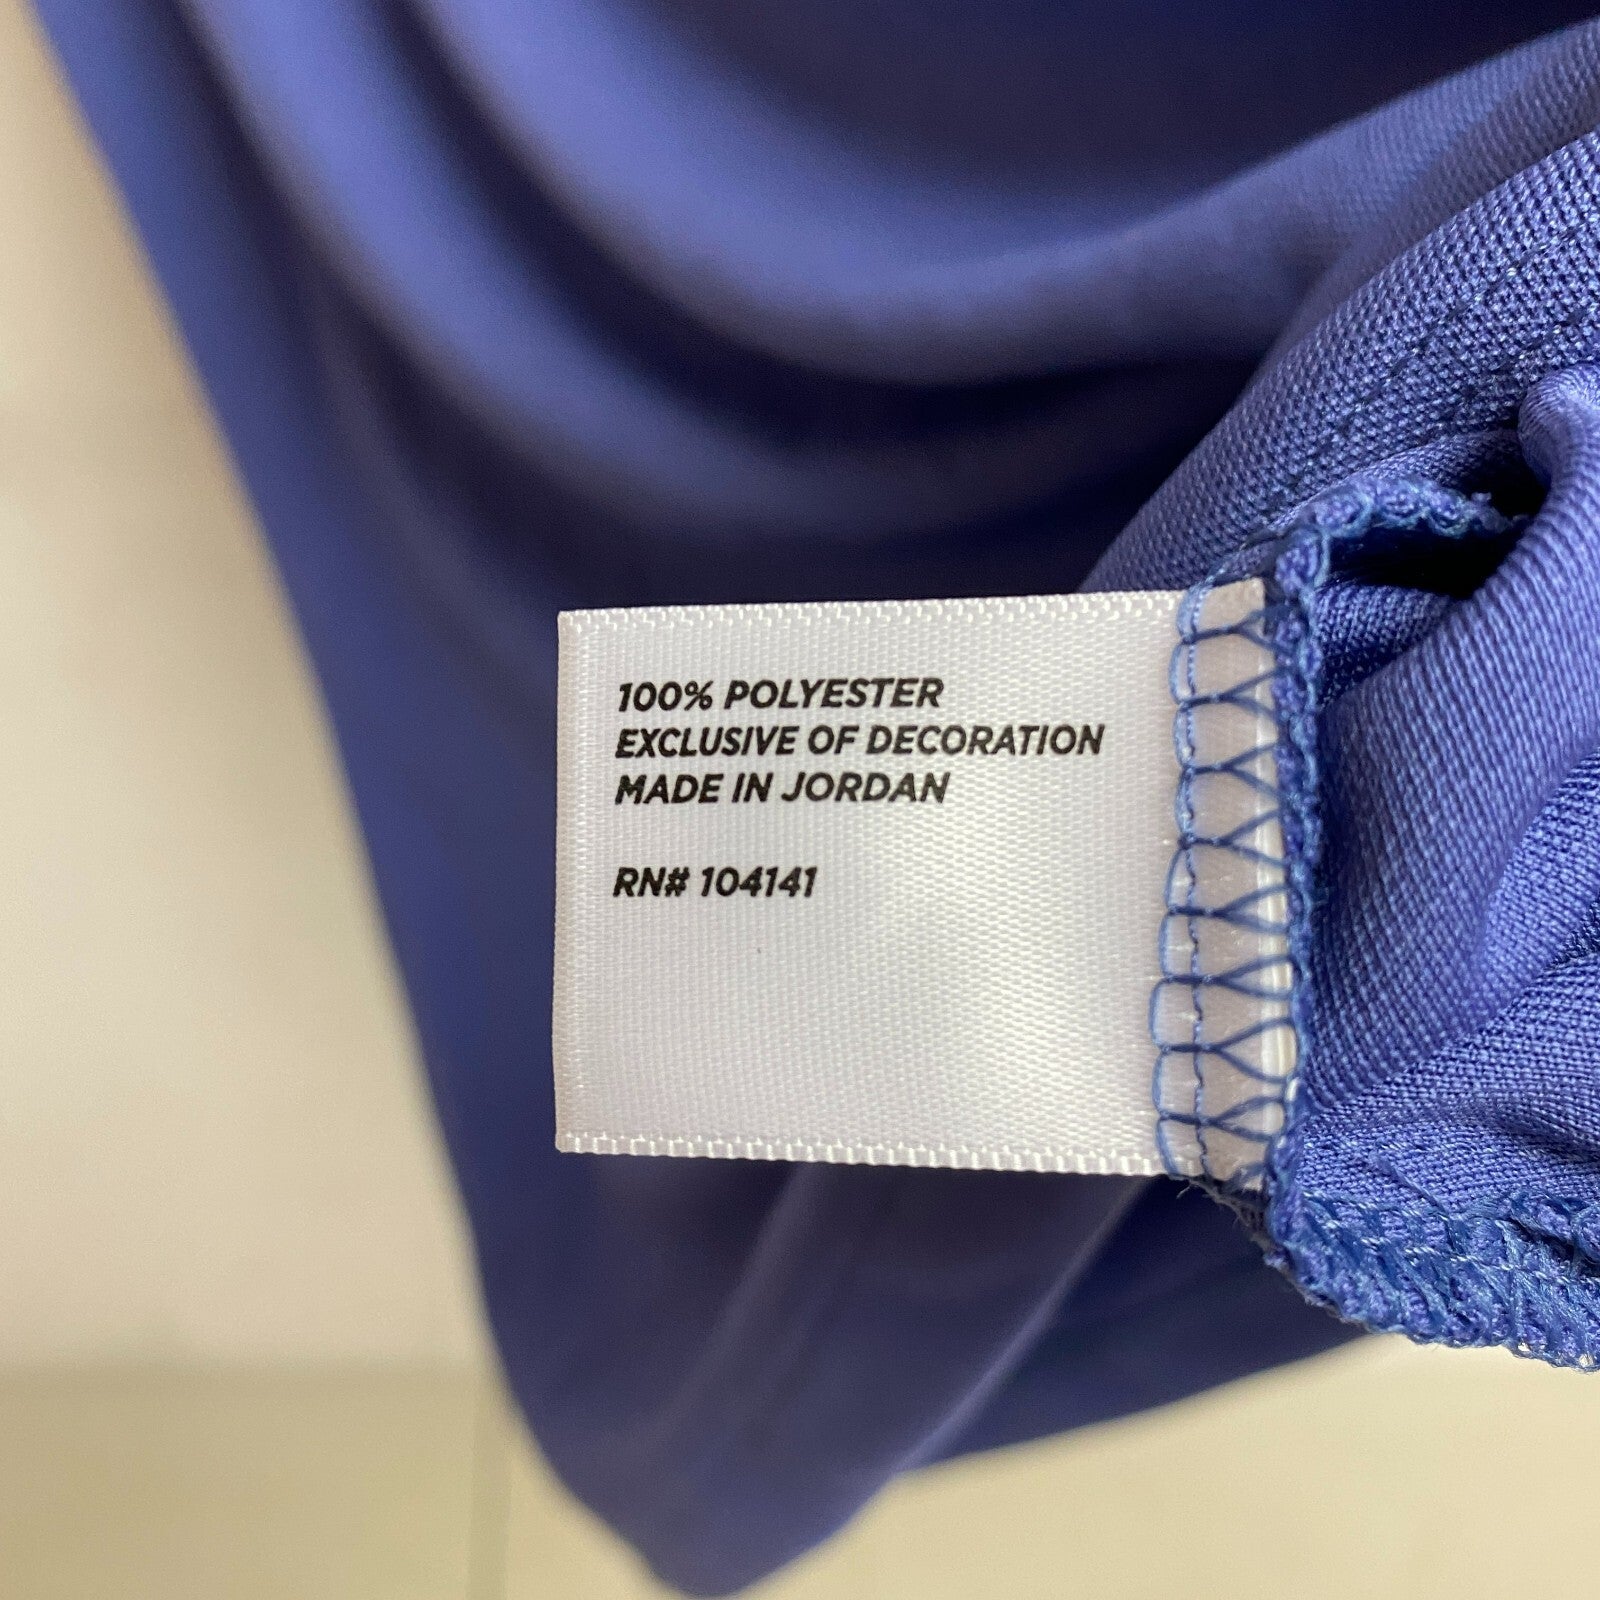 100% POLYESTER
EXCLUSIVE OF DECORATION
MADE IN JORDAN
RN# 104141